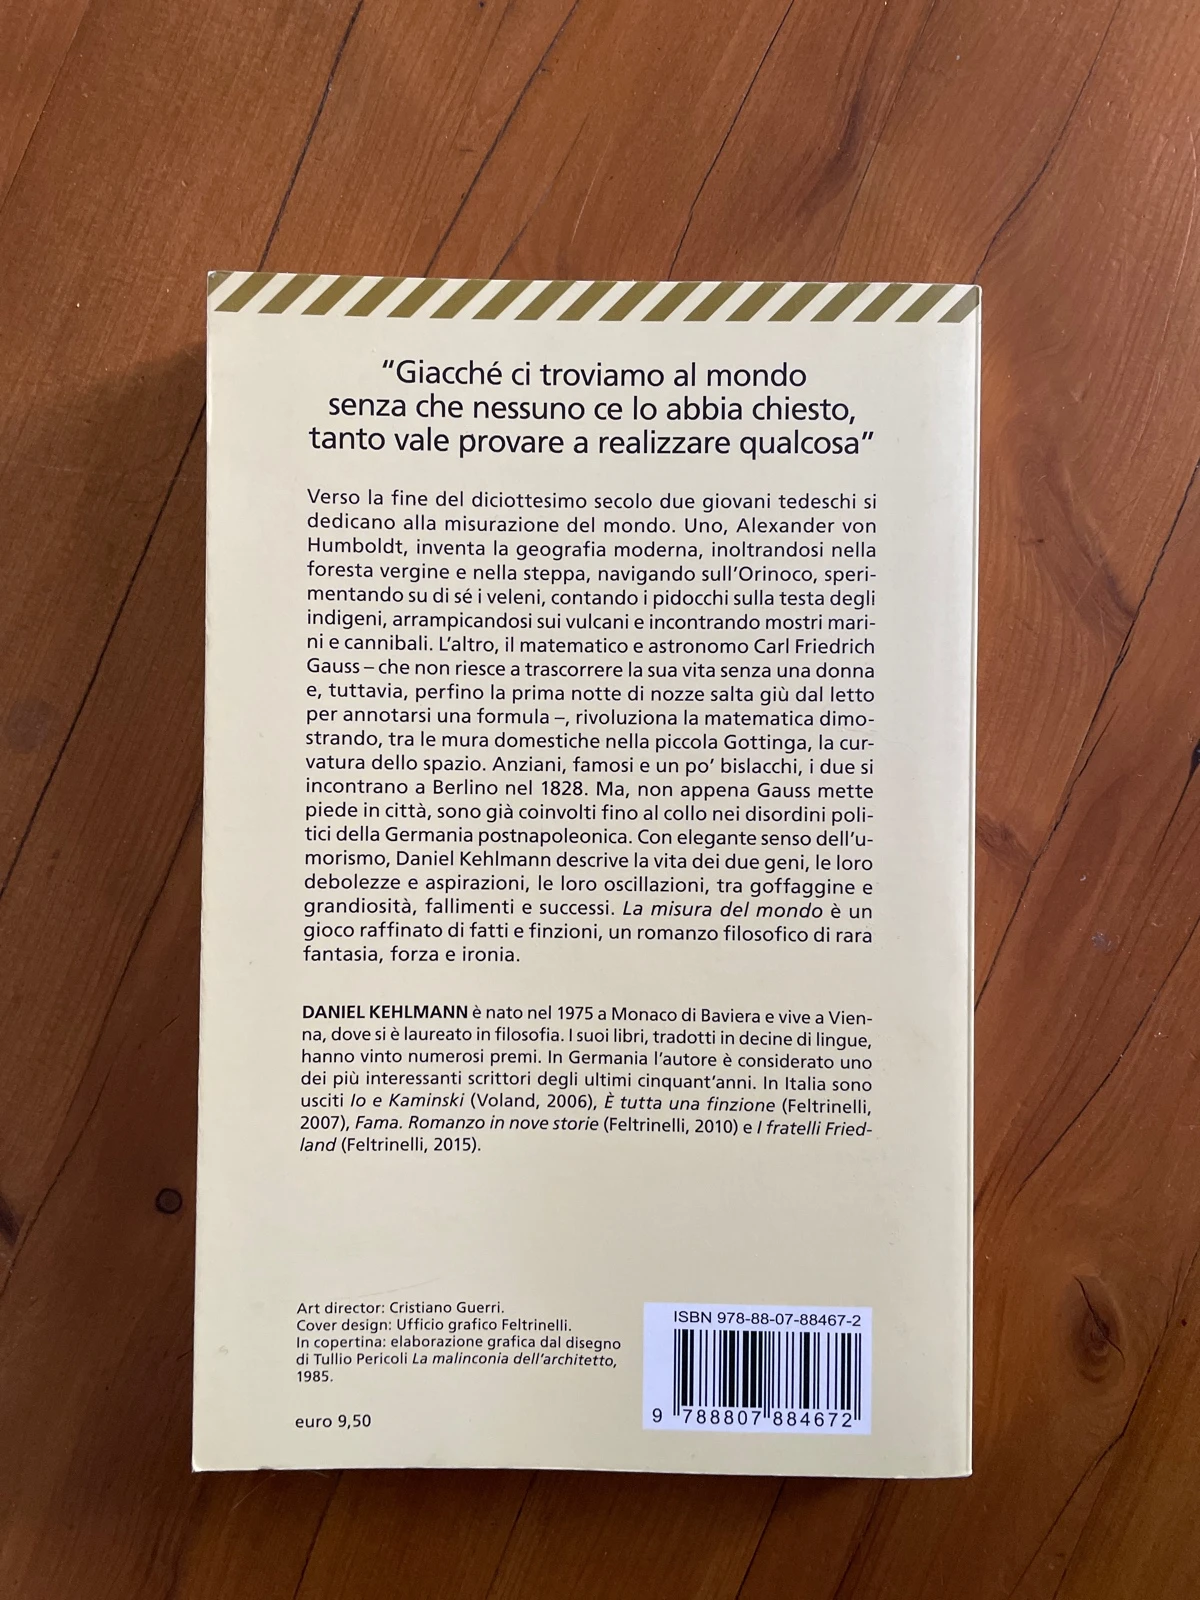 “Giacché ci troviamo al mondo
senza che nessuno ce lo abbia chiesto,
tanto vale provare a realizzare qualcosa”
Verso la fine del diciottesimo secolo due giovani tedeschi si
dedicano alla misurazione del mondo. Uno, Alexander von
Humboldt, inventa la geografia moderna, inoltrandosi nella
foresta vergine e nella steppa, navigando sull’Orinoco, speri-
mentando su di sé i veleni, contando i pidocchi sulla testa degli
indigeni, arrampicandosi sui vulcani e incontrando mostri mari-
ni e cannibali. L’altro, il matematico e astronomo Carl Friedrich
Gauss – che non riesce a trascorrere la sua vita senza una donna
e, tuttavia, perfino la prima notte di nozze salta giù dal letto
per annotarsi una formula –, rivoluziona la matematica dimo-
strando, tra le mura domestiche nella piccola Gottinga, la cur-
vatura dello spazio. Anziani, famosi e un po’ bislacchi, i due si
incontrano a Berlino nel 1828. Ma, non appena Gauss mette
piede in città, sono già coinvolti fino al collo nei disordini poli-
tici della Germania postnapoleonica. Con elegante senso dell’u-
morismo, Daniel Kehlmann descrive la vita dei due geni, le loro
debolezze e aspirazioni, le loro oscillazioni, tra goffaggine e
grandiosità, fallimenti e successi. La misura del mondo è un
gioco raffinato di fatti e finzioni, un romanzo filosofico di rara
fantasia, forza e ironia.
DANIEL KEHLMANN è nato nel 1975 a Monaco di Baviera e vive a Vien-
na, dove si è laureato in filosofia. I suoi libri, tradotti in decine di lingue,
hanno vinto numerosi premi. In Germania l’autore è considerato uno
dei più interessanti scrittori degli ultimi cinquant’anni. In Italia sono
usciti Io e Kaminski (Voland, 2006), È tutta una finzione (Feltrinelli,
2007), Fama. Romanzo in nove storie (Feltrinelli, 2010) e I fratelli Fried-
land (Feltrinelli, 2015).
Art director: Cristiano Guerri.
Cover design: Ufficio grafico Feltrinelli.
In copertina: elaborazione grafica dal disegno
di Tullio Pericoli La malinconia dell’architetto,
1985.
euro 9,50
ISBN 978-88-07-88467-2
9 788807 884672